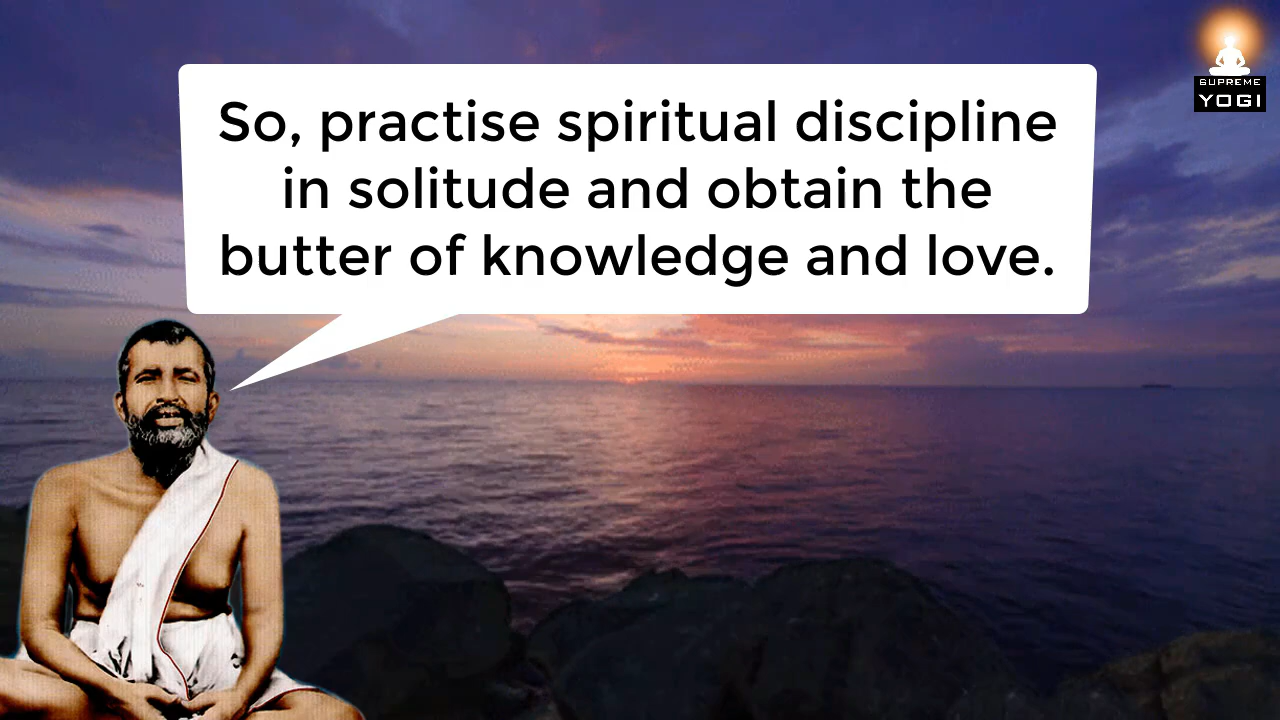 So, practise spiritual discipline
in solitude and obtain the
butter of knowledge and love.
SUPREME
YOGI